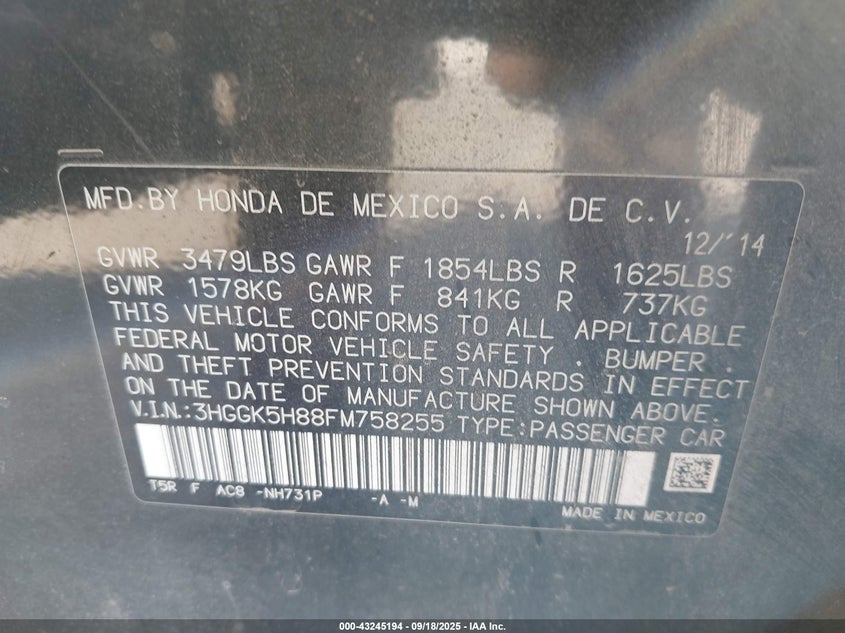 MFD.BY HONDA DE MEXICO S.A. DE C.V.
12/'14
GVWR 3479LBS GAWR F 1854LBS R 1625LBS
GVWR 1578KG GAWR F 841KG R 737KG
THIS VEHICLE CONFORMS TO ALL APPLICABLE
FEDERAL MOTOR VEHICLE SAFETY , BUMPER ,
AND THEFT PREVENTION STANDARDS IN EFFECT
ON THE DATE OF MANUFACTURE SHOWN ABOVE.
V.I.N.:3HGGK5H88FM758255 TYPE:PASSENGER CAR
T5R F AC8 -NH731P -A -M
MADE IN MEXICO
000-43245194 - 09/18/2025 - IAA Inc.